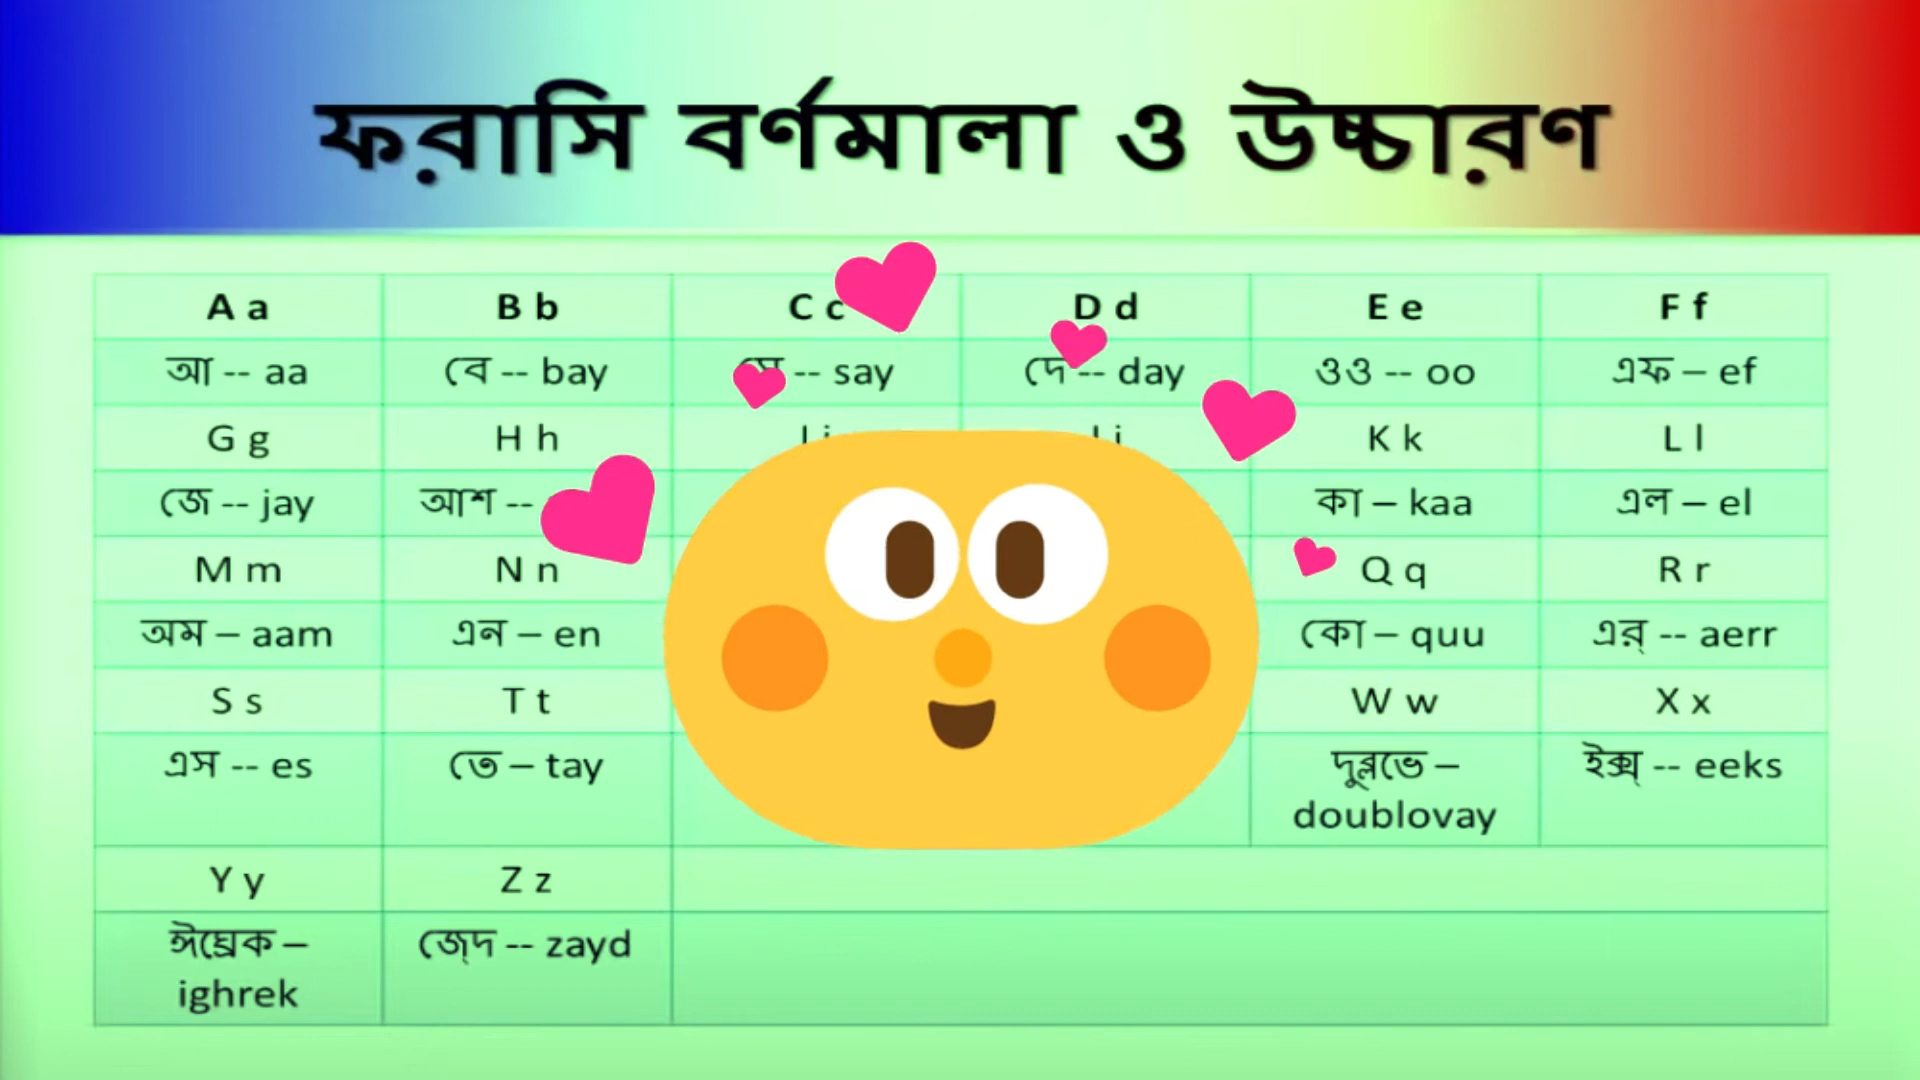 ফরাসি বর্ণমালা ও উচ্চারণ
A a B b C c D d E e F f
আ -- aa বে -- bay -- say দে -- day ওও -- oo এফ – ef
G g H h K k L l
জে -- jay আশ -- কা – kaa এল – el
M m N n Q q R r
অম – aam এন – en কো – quu এর্ -- aerr
S s T t W w X x
এস -- es তে – tay দুব্লভে – ইক্স্ -- eeks
doublovay
Y y Z z
ঈঘ্রেক – জে্দ -- zayd
ighrek